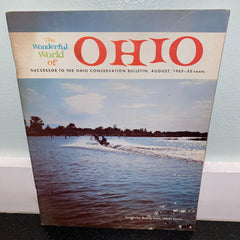 The
Wonderful
World
of
OHIO
SUCCESSOR TO THE OHIO CONSERVATION BULLETIN, AUGUST, 1965—50 cents